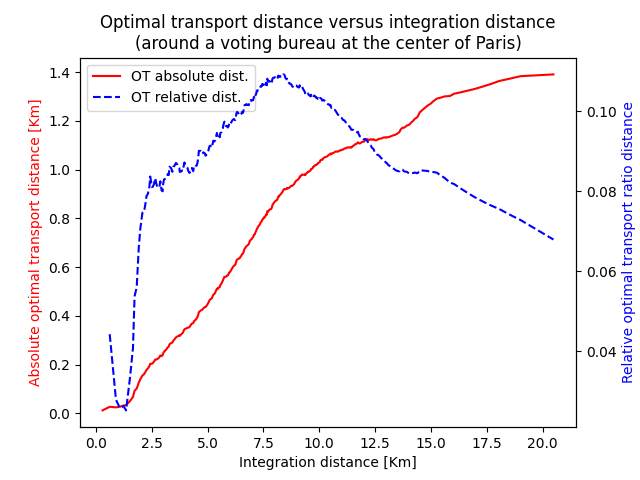 Optimal transport distance versus integration distance
(around a voting bureau at the center of Paris)
OT absolute dist.
OT relative dist.
Absolute optimal transport distance [Km]
1.4
1.2
1.0
0.8
0.6
0.4
0.2
0.0
0.10
0.08
0.06
0.04
Relative optimal transport ratio distance
0.0 2.5 5.0 7.5 10.0 12.5 15.0 17.5 20.0
Integration distance [Km]